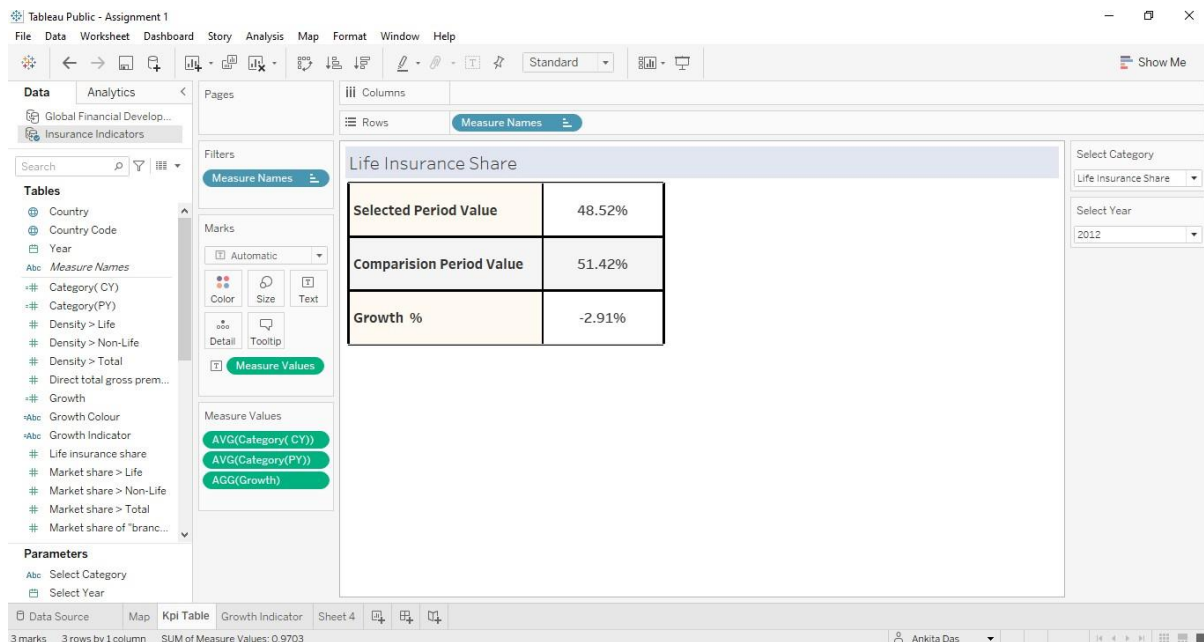 Tableau Public - Assignment 1
File Data Worksheet Dashboard Story Analysis Map Format Window Help
Standard
Show Me
Data Analytics
Global Financial Develop...
Insurance Indicators
Search
Tables
Country
Country Code
Year
Abc Measure Names
Category( CY)
Category(PY)
Density > Life
Density > Non-Life
Density > Total
Direct total gross prem...
Growth
Growth Colour
Growth Indicator
Life insurance share
Market share > Life
Market share > Non-Life
Market share > Total
Market share of "branc...
Parameters
Abc Select Category
Select Year
Pages
Filters
Measure Names
Marks
Automatic
Color Size Text
Detail Tooltip
Measure Values
Measure Values
AVG(Category( CY))
AVG(Category(PY))
AGG(Growth)
Columns
Rows Measure Names
Life Insurance Share
Selected Period Value 48.52%
Comparision Period Value 51.42%
Growth % -2.91%
Select Category
Life Insurance Share
Select Year
2012
Data Source Map Kpi Table Growth Indicator Sheet 4
3 marks 3 rows by 1 column SUM of Measure Values: 0.9703
Ankita Das